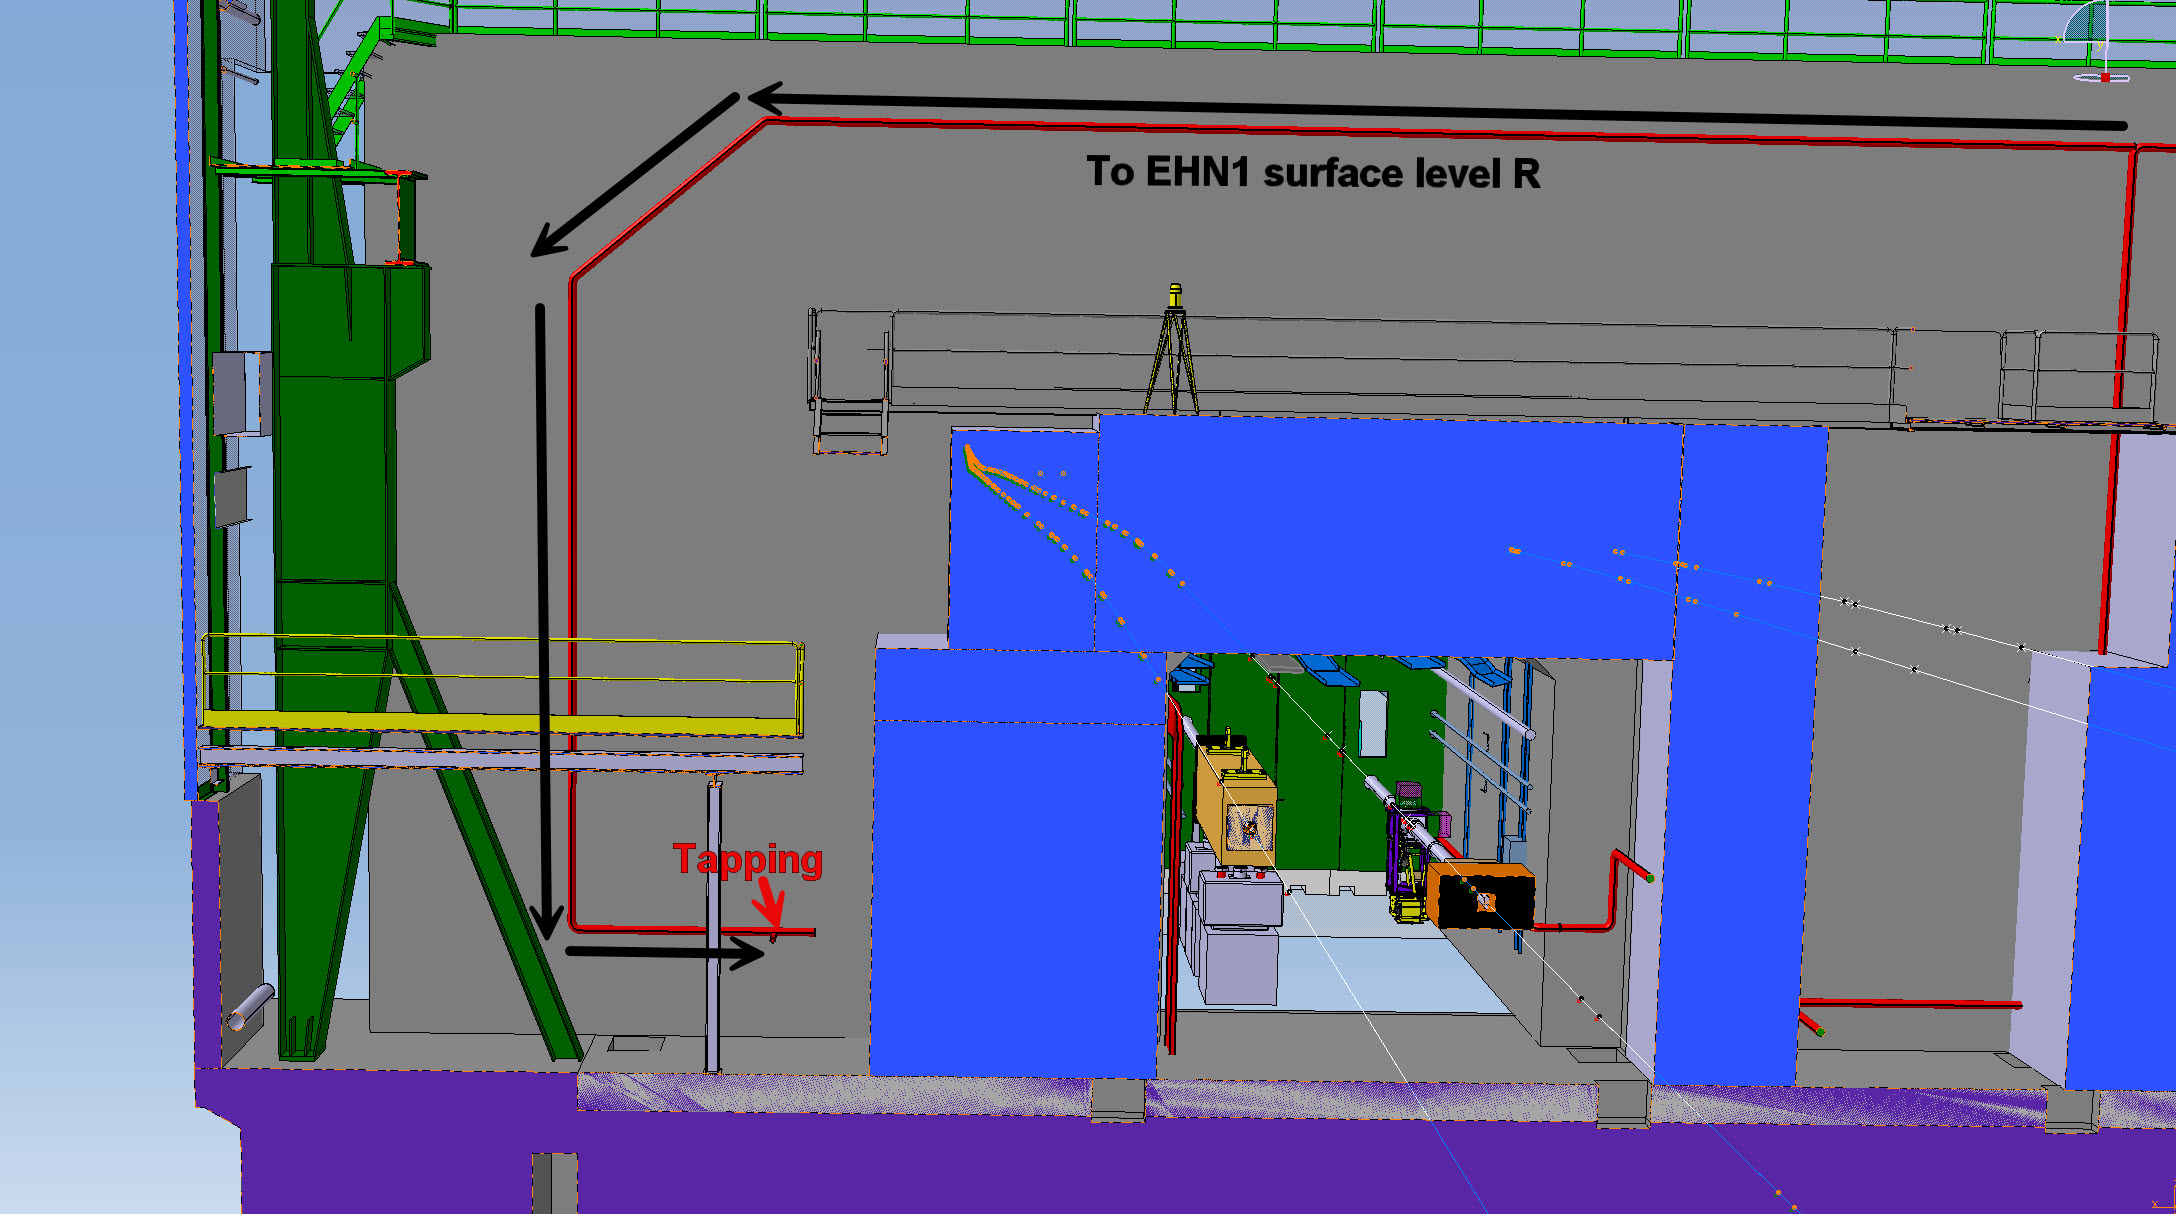 To EHN1 surface level R
Tapping